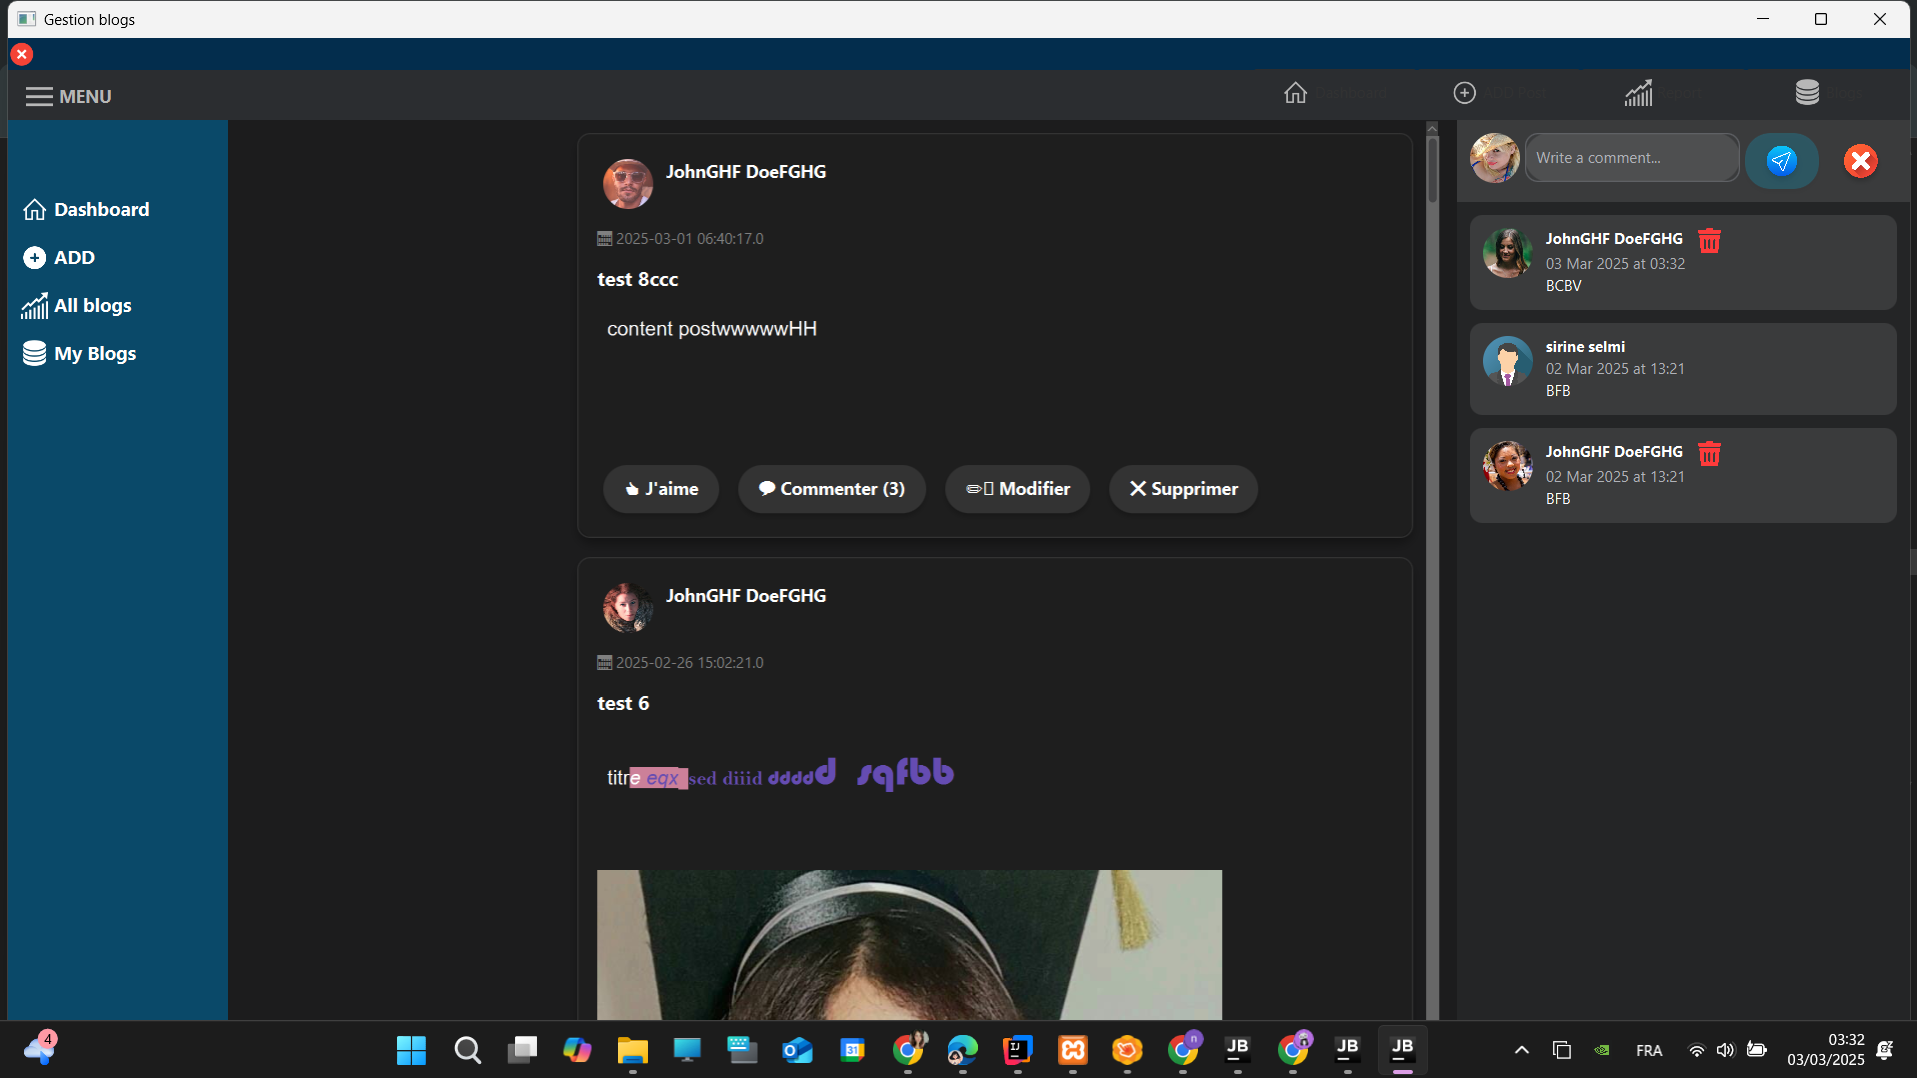 Gestion blogs
MENU
Dashboard
ADD
All blogs
My Blogs
JohnGHF DoeFGHG
2025-03-01 06:40:17.0
test 8ccc
content postwwwwwHH
J'aime
Commenter (3)
Modifier
Supprimer
JohnGHF DoeFGHG
2025-02-26 15:02:21.0
test 6
titre eqx sed diiid ddddd sqfbb
Write a comment...
JohnGHF DoeFGHG
03 Mar 2025 at 03:32
BCBV
sirine selmi
02 Mar 2025 at 13:21
BFB
JohnGHF DoeFGHG
02 Mar 2025 at 13:21
BFB
4
31
IJ
n
JB
JB
JB
FRA
03:32
03/03/2025